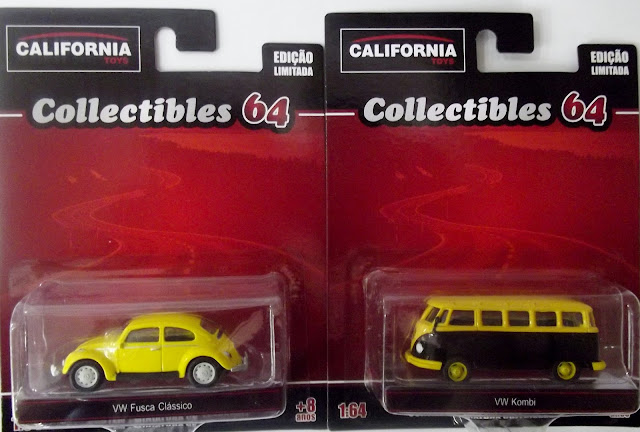 CALIFORNIA
TOYS
EDIÇÃO
LIMITADA
Collectibles 64
VW Fusca Clássico
+8
ANOS
CALIFORNIA
TOYS
EDIÇÃO
LIMITADA
Collectibles 64
VW Kombi
1:64